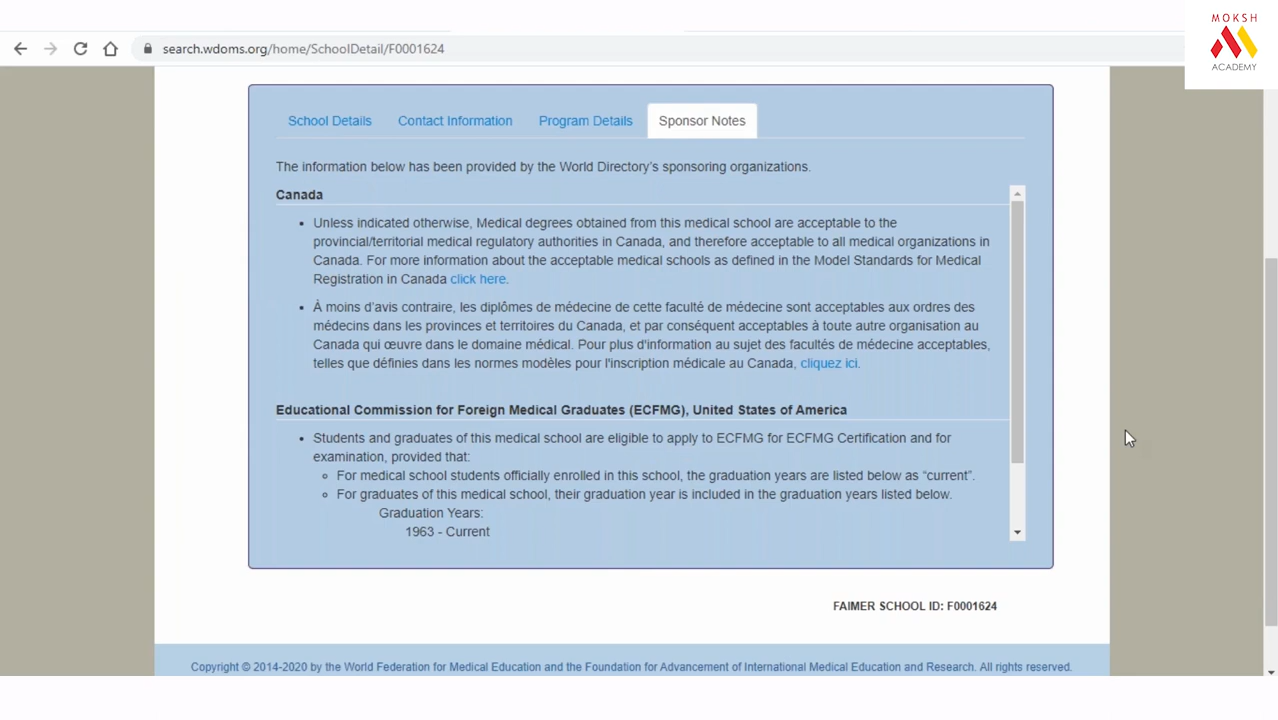 MOKSH
ACADEMY
search.wdoms.org/home/SchoolDetail/F0001624
School Details
Contact Information
Program Details
Sponsor Notes
The information below has been provided by the World Directory's sponsoring organizations.
Canada
Unless indicated otherwise, Medical degrees obtained from this medical school are acceptable to the
provincial/territorial medical regulatory authorities in Canada, and therefore acceptable to all medical organizations in
Canada. For more information about the acceptable medical schools as defined in the Model Standards for Medical
Registration in Canada click here.
À moins d'avis contraire, les diplômes de médecine de cette faculté de médecine sont acceptables aux ordres des
médecins dans les provinces et territoires du Canada, et par conséquent acceptables à toute autre organisation au
Canada qui œuvre dans le domaine médical. Pour plus d'information au sujet des facultés de médecine acceptables,
telles que définies dans les normes modèles pour l'inscription médicale au Canada, cliquez ici.
Educational Commission for Foreign Medical Graduates (ECFMG), United States of America
Students and graduates of this medical school are eligible to apply to ECFMG for ECFMG Certification and for
examination, provided that:
For medical school students officially enrolled in this school, the graduation years are listed below as “current”.
For graduates of this medical school, their graduation year is included in the graduation years listed below.
Graduation Years:
1963 - Current
FAIMER SCHOOL ID: F0001624
Copyright © 2014-2020 by the World Federation for Medical Education and the Foundation for Advancement of International Medical Education and Research. All rights reserved.